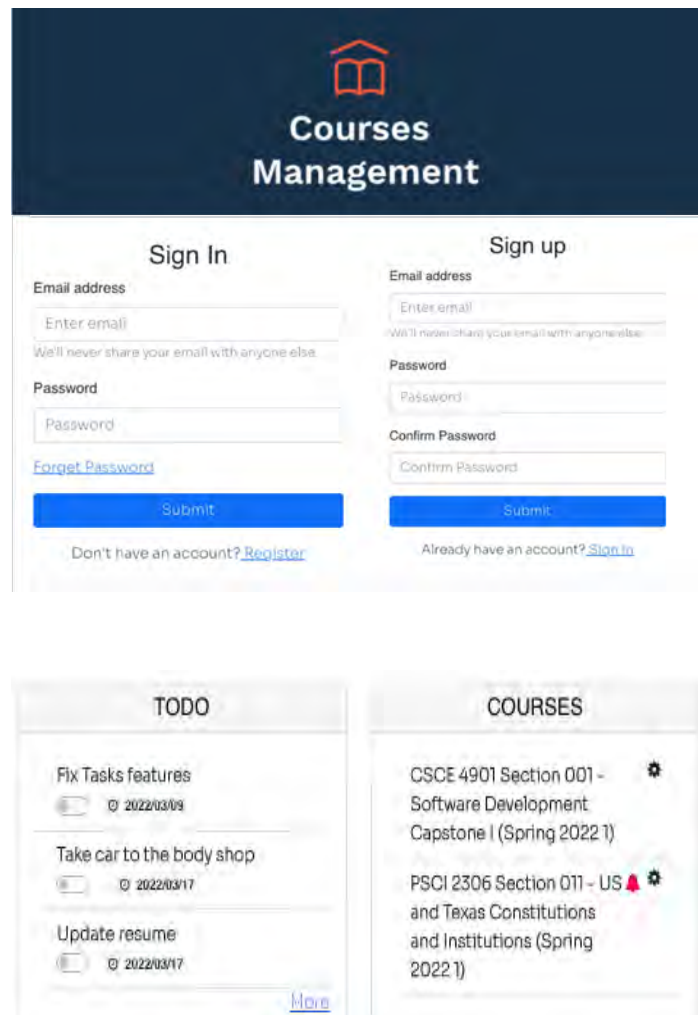 Courses
Management
Sign In
Email address
Enter email
We'll never share your email with anyone else.
Password
Password
Forget Password
Submit
Don't have an account? Register
Sign up
Email address
Enter email
We'll never share your email with anyone else.
Password
Password
Confirm Password
Confirm Password
Submit
Already have an account? Sign In
TODO
Fix Tasks features
2022/03/09
Take car to the body shop
2022/03/17
Update resume
2022/03/17
More
COURSES
CSCE 4901 Section 001 -
Software Development
Capstone I (Spring 2022 1)
PSCI 2306 Section 011 - US
and Texas Constitutions
and Institutions (Spring
2022 1)